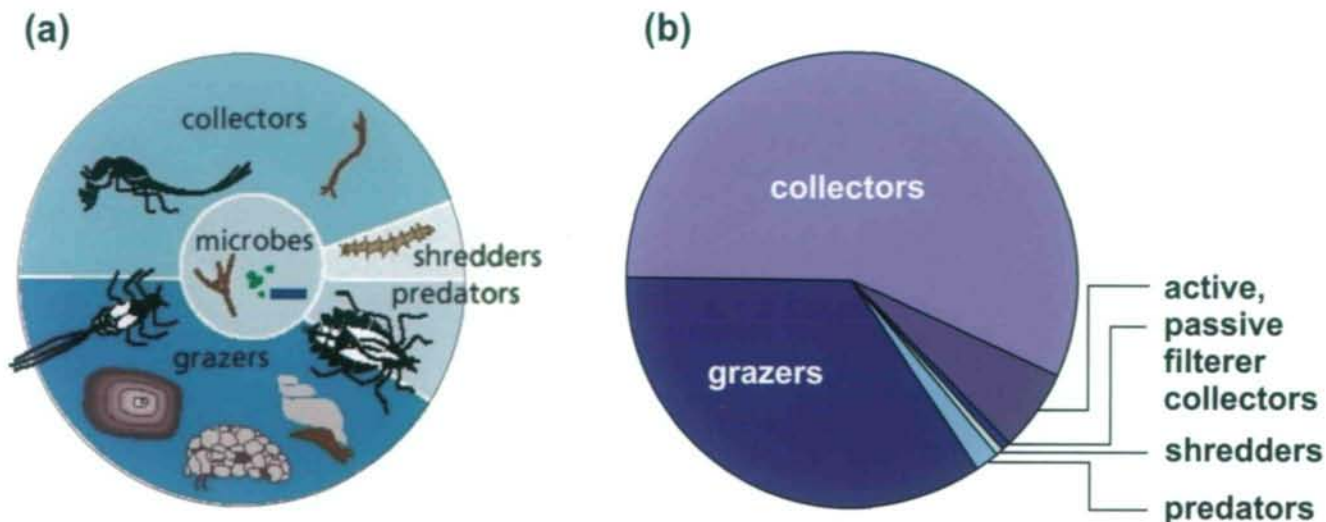 (a)
collectors
microbes
shredders
predators
grazers
(b)
collectors
grazers
active,
passive
filterer
collectors
shredders
predators